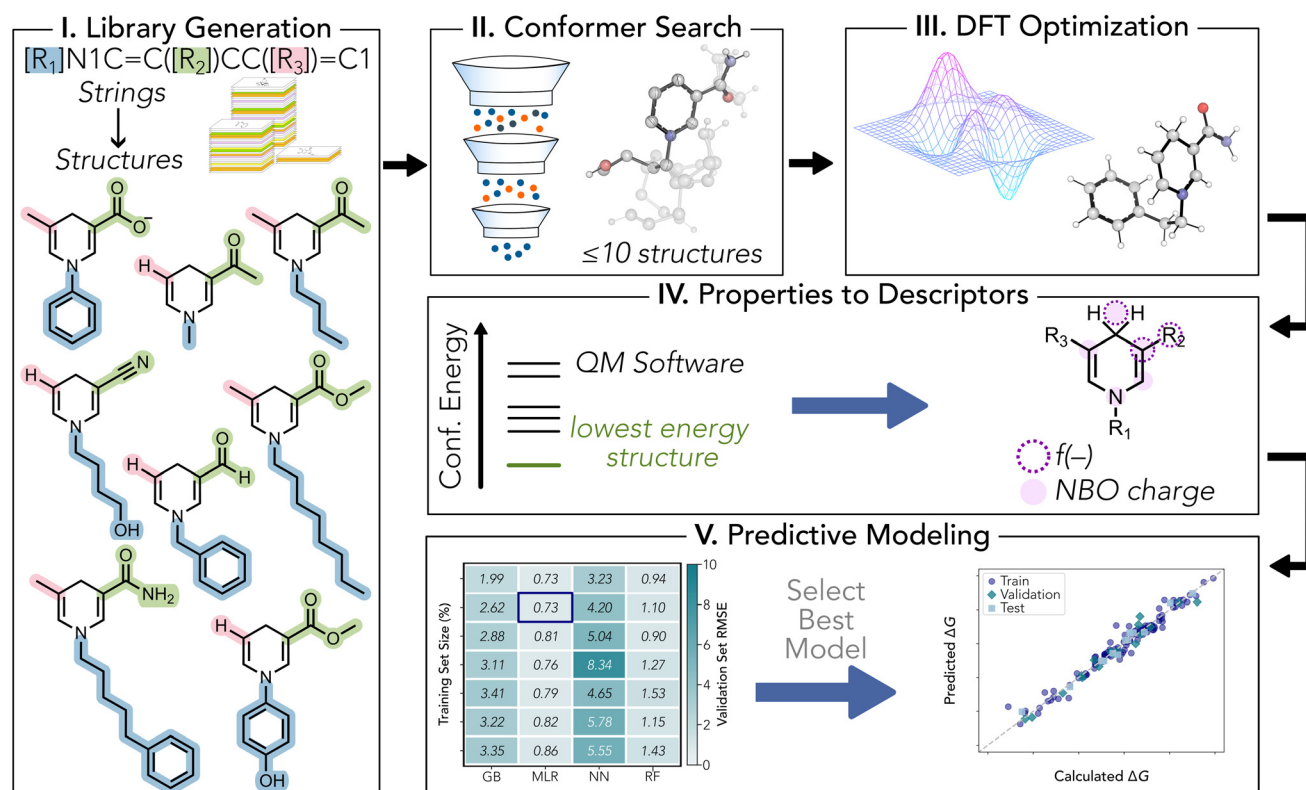 I. Library Generation
[R₁]N1C=C([R₂])CC([R₃])=C1
Strings
Structures
O
O⁻
N
O
N
H
O
N
H
N
N
OH
O
O
N
H
O
H
N
O
NH₂
N
H
O
O
N
OH
II. Conformer Search
≤10 structures
III. DFT Optimization
IV. Properties to Descriptors
Conf. Energy
QM Software
lowest energy
structure
H H
R₃ R₂
N
R₁
f(–)
NBO charge
V. Predictive Modeling
Training Set Size (%)
1.99 0.73 3.23 0.94
2.62 0.73 4.20 1.10
2.88 0.81 5.04 0.90
3.11 0.76 8.34 1.27
3.41 0.79 4.65 1.53
3.22 0.82 5.78 1.15
3.35 0.86 5.55 1.43
GB MLR NN RF
10
8
6
4
2
0
Validation Set RMSE
Select
Best
Model
Train
Validation
Test
Predicted ΔG
Calculated ΔG